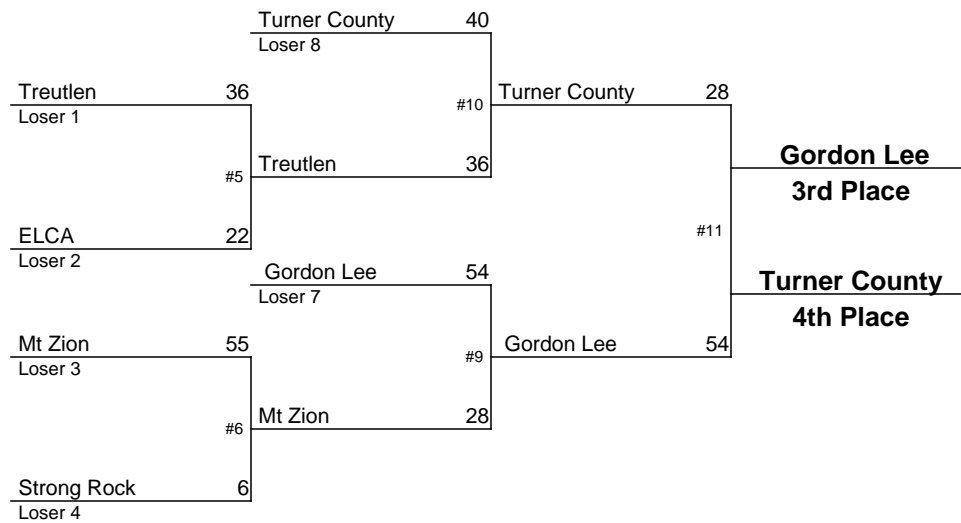 Turner County 40
Loser 8
Treutlen 36
Loser 1
#10
Turner County 28
Gordon Lee
3rd Place
#5
Treutlen 36
ELCA 22
Loser 2
#11
Gordon Lee 54
Loser 7
Turner County
4th Place
Mt Zion 55
Loser 3
#9
Gordon Lee 54
#6
Mt Zion 28
Strong Rock 6
Loser 4